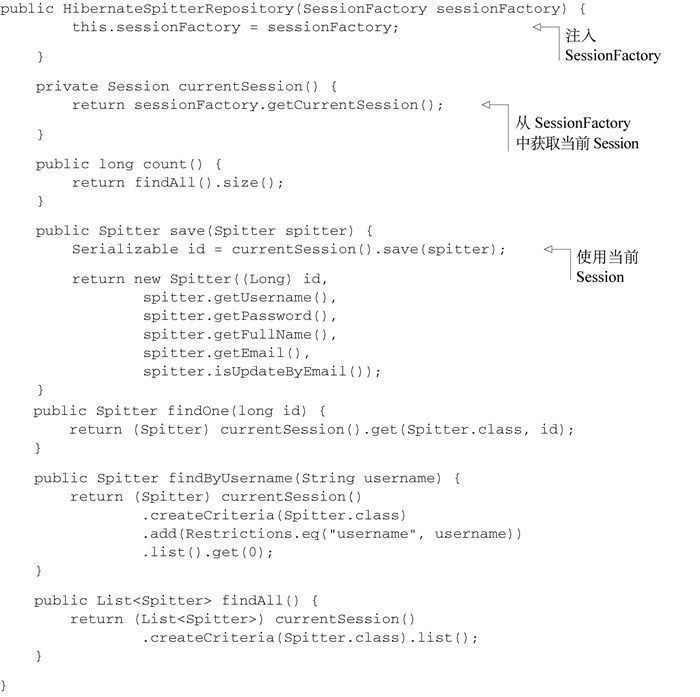 public HibernateSpitterRepository(SessionFactory sessionFactory) {
this.sessionFactory = sessionFactory;
注入
SessionFactory
}
private Session currentSession() {
return sessionFactory.getCurrentSession();
从 SessionFactory
中获取当前 Session
}
public long count() {
return findAll().size();
}
public Spitter save(Spitter spitter) {
Serializable id = currentSession().save(spitter);
使用当前
Session
return new Spitter((Long) id,
spitter.getUsername(),
spitter.getPassword(),
spitter.getFullName(),
spitter.getEmail(),
spitter.isUpdateByEmail());
}
public Spitter findOne(long id) {
return (Spitter) currentSession().get(Spitter.class, id);
}
public Spitter findByUsername(String username) {
return (Spitter) currentSession()
.createCriteria(Spitter.class)
.add(Restrictions.eq("username", username))
.list().get(0);
}
public List<Spitter> findAll() {
return (List<Spitter>) currentSession()
.createCriteria(Spitter.class).list();
}
}